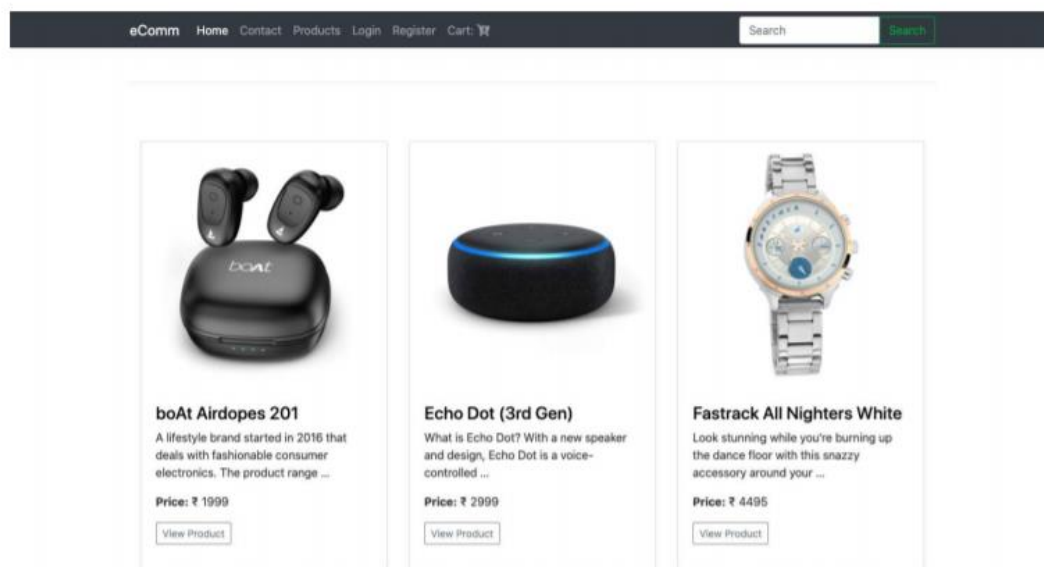 eComm Home Contact Products Login Register Cart:
Search Search
boAt
boAt Airdopes 201
A lifestyle brand started in 2016 that
deals with fashionable consumer
electronics. The product range ...
Price: ₹ 1999
View Product
Echo Dot (3rd Gen)
What is Echo Dot? With a new speaker
and design, Echo Dot is a voice-
controlled ...
Price: ₹ 2999
View Product
Fastrack All Nighters White
Look stunning while you're burning up
the dance floor with this snazzy
accessory around your ...
Price: ₹ 4495
View Product